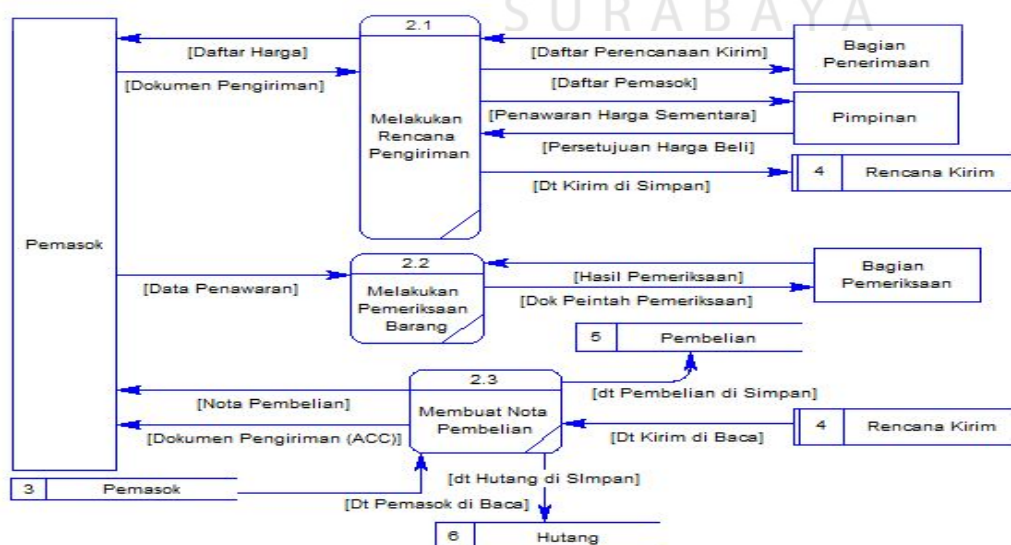 SURABAYA
2.1
[Daftar Harga]
[Daftar Perencanaan Kirim]
Bagian
Penerimaan
[Dokumen Pengiriman]
[Daftar Pemasok]
Melakukan
Rencana
Pengiriman
[Penawaran Harga Sementara]
Pimpinan
[Persetujuan Harga Beli]
[Dt Kirim di Simpan]
4
Rencana Kirim
Pemasok
2.2
Melakukan
Pemeriksaan
Barang
[Data Penawaran]
[Hasil Pemeriksaan]
Bagian
Pemeriksaan
[Dok Peintah Pemeriksaan]
5
Pembelian
2.3
Membuat Nota
Pembelian
[Nota Pembelian]
[dt Pembelian di Simpan]
[Dokumen Pengiriman (ACC)]
[Dt Kirim di Baca]
4
Rencana Kirim
3
Pemasok
[Dt Pemasok di Baca]
[dt Hutang di SImpan]
6
Hutang